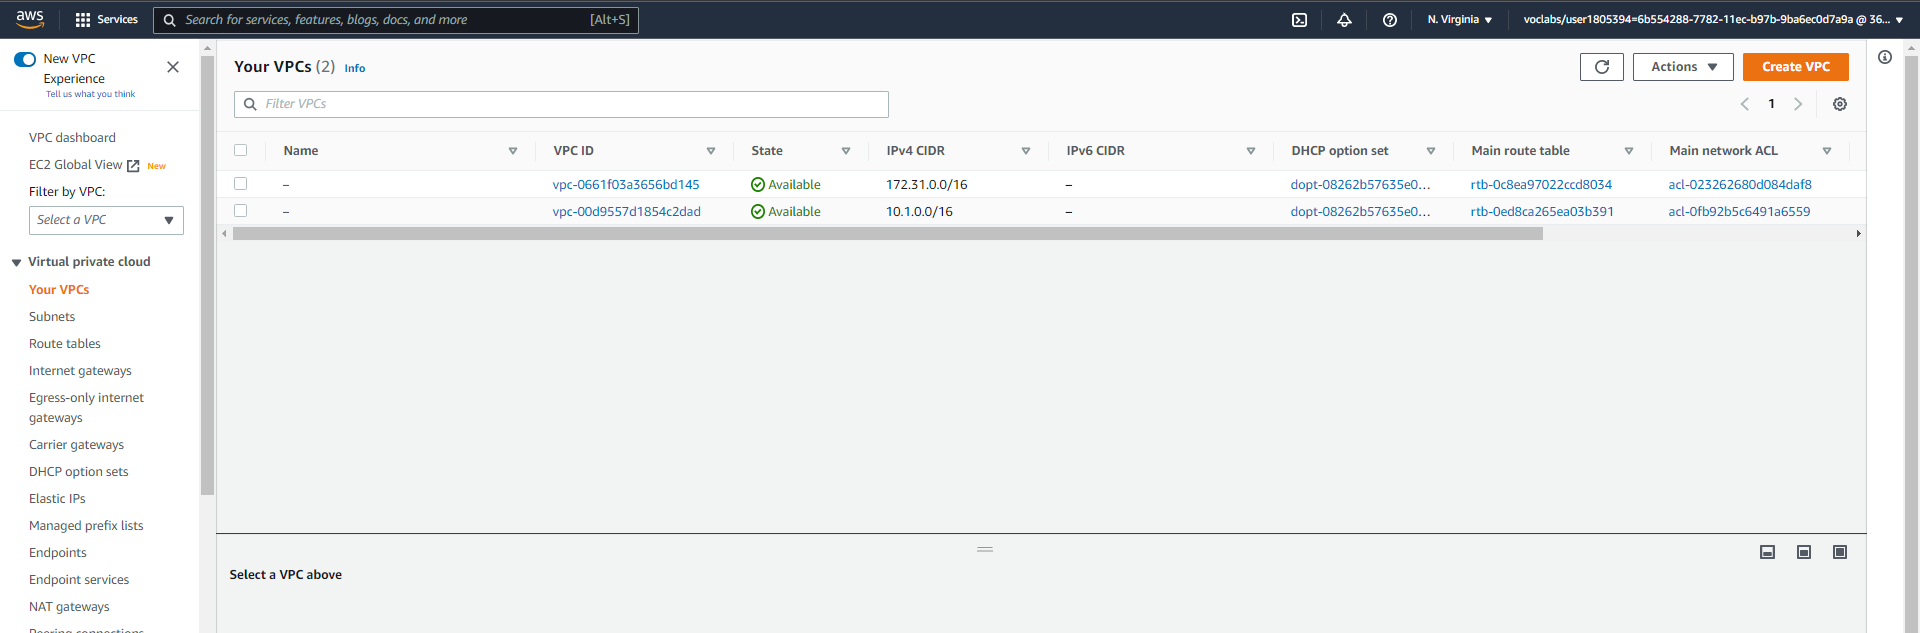 aws Services Search for services, features, blogs, docs, and more [Alt+S] N. Virginia voclabs/user1805394=6b554288-7782-11ec-b97b-9ba6ec0d7a9a @ 36...
New VPC
Experience
Tell us what you think
VPC dashboard
EC2 Global View New
Filter by VPC:
Select a VPC
Virtual private cloud
Your VPCs
Subnets
Route tables
Internet gateways
Egress-only internet
gateways
Carrier gateways
DHCP option sets
Elastic IPs
Managed prefix lists
Endpoints
Endpoint services
NAT gateways
Peering connections
Your VPCs (2) Info
Actions Create VPC
Filter VPCs
1
Name VPC ID State IPv4 CIDR IPv6 CIDR DHCP option set Main route table Main network ACL
– vpc-0661f03a3656bd145 Available 172.31.0.0/16 – dopt-08262b57635e0... rtb-0c8ea97022ccd8034 acl-023262680d084daf8
– vpc-00d9557d1854c2dad Available 10.1.0.0/16 – dopt-08262b57635e0... rtb-0ed8ca265ea03b391 acl-0fb92b5c6491a6559
Select a VPC above